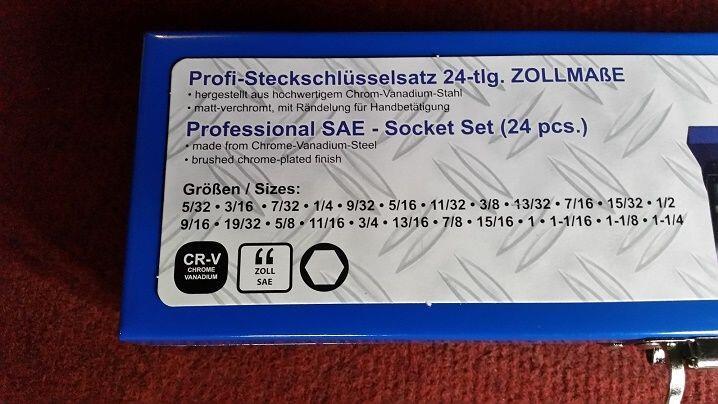 Profi-Steckschlüsselsatz 24-tlg. ZOLLMAßE
• hergestellt aus hochwertigem Chrom-Vanadium-Stahl
• matt-verchromt, mit Rändelung für Handbetätigung
Professional SAE - Socket Set (24 pcs.)
• made from Chrome-Vanadium-Steel
• brushed chrome-plated finish
Größen / Sizes:
5/32 • 3/16 • 7/32 • 1/4 • 9/32 • 5/16 • 11/32 • 3/8 • 13/32 • 7/16 • 15/32 • 1/2
9/16 • 19/32 • 5/8 • 11/16 • 3/4 • 13/16 • 7/8 • 15/16 • 1 • 1-1/16 • 1-1/8 • 1-1/4
CR-V
CHROME
VANADIUM
“
ZOLL
SAE